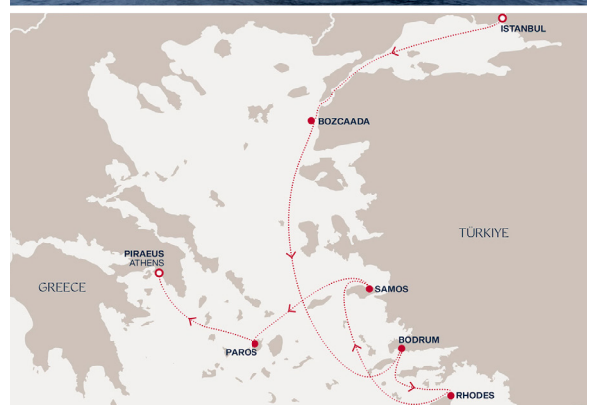 ISTANBUL
BOZCAADA
TÜRKIYE
PIRAEUS
ATHENS
GREECE
SAMOS
BODRUM
PAROS
RHODES